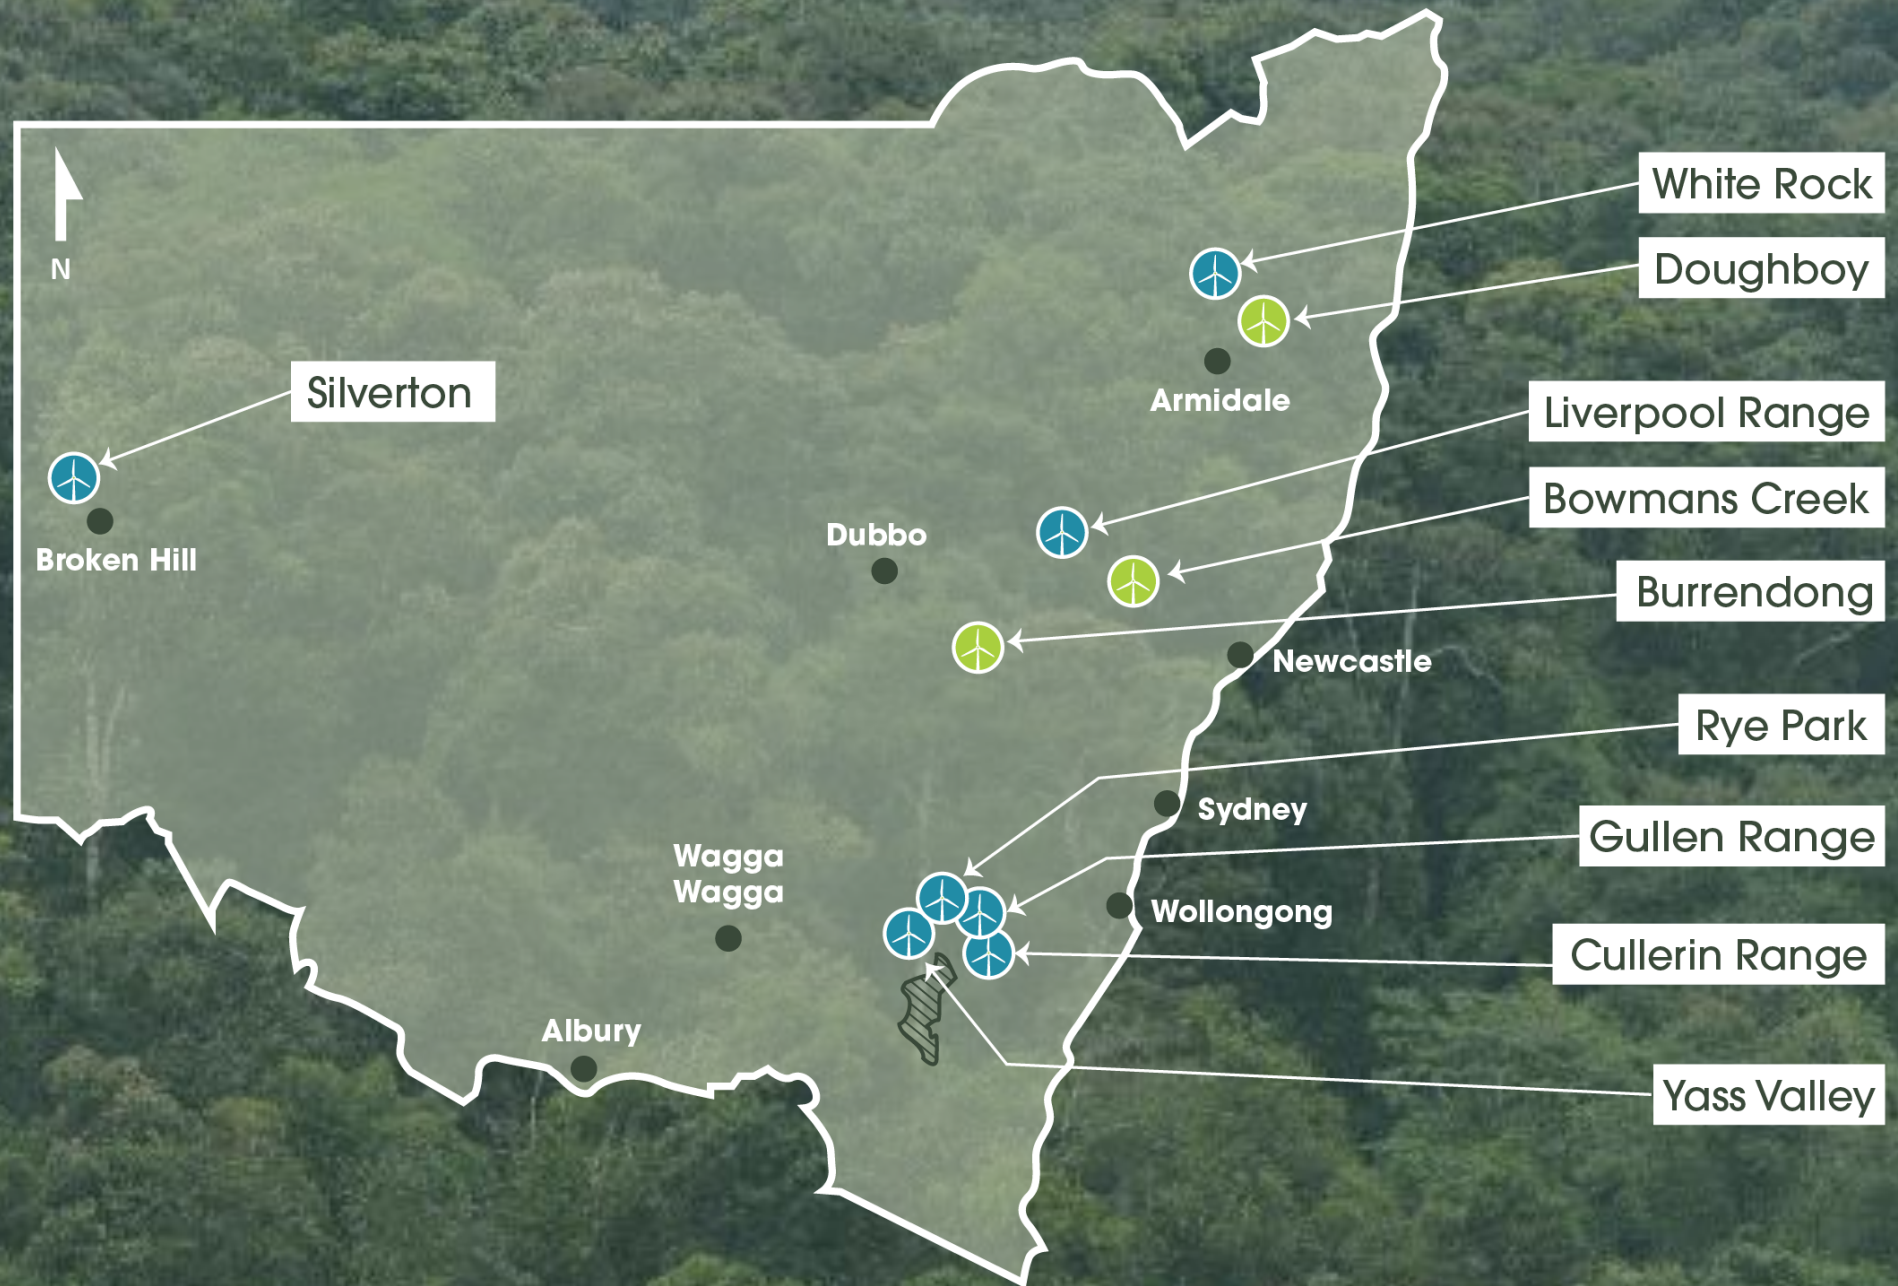 White Rock
N
Doughboy
Silverton
Armidale
Liverpool Range
Bowmans Creek
Dubbo
Broken Hill
Burrendong
Newcastle
Rye Park
Sydney
Gullen Range
Wagga
Wagga
Wollongong
Cullerin Range
Albury
Yass Valley